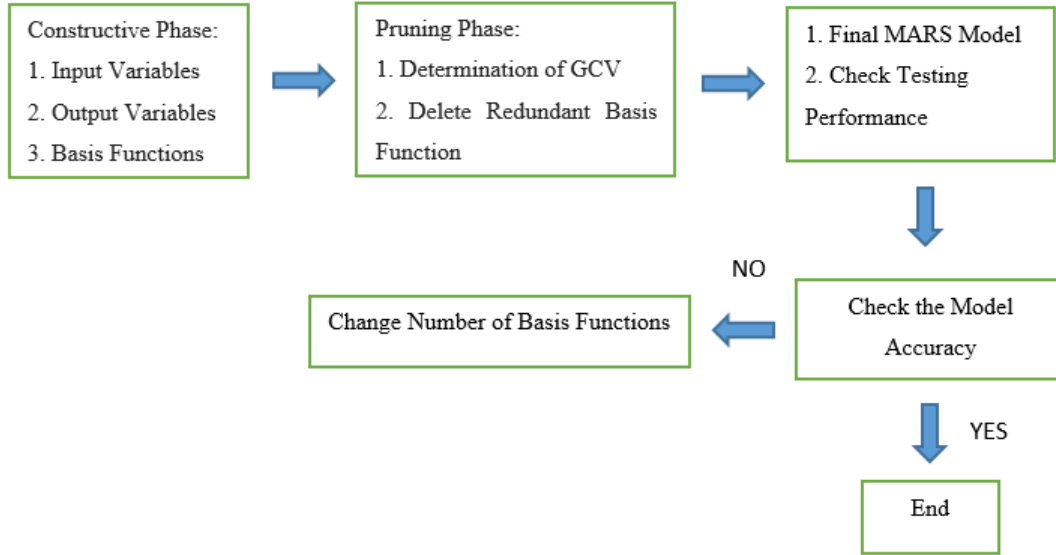 Constructive Phase:
1. Input Variables
2. Output Variables
3. Basis Functions
Pruning Phase:
1. Determination of GCV
2. Delete Redundant Basis
Function
1. Final MARS Model
2. Check Testing
Performance
NO
Change Number of Basis Functions
Check the Model
Accuracy
YES
End